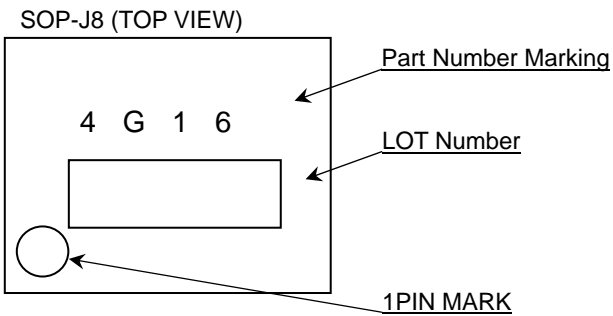 SOP-J8 (TOP VIEW)
Part Number Marking
4 G 1 6
LOT Number
1PIN MARK